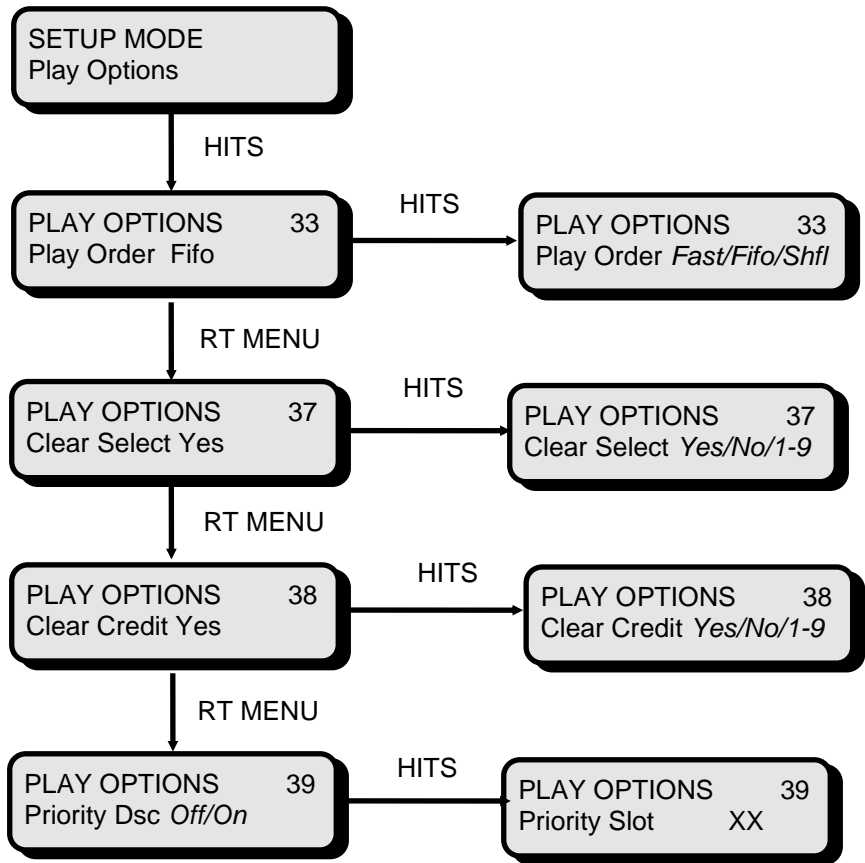 SETUP MODE
Play Options
HITS
PLAY OPTIONS 33
Play Order Fifo
HITS
PLAY OPTIONS 33
Play Order Fast/Fifo/Shfl
RT MENU
PLAY OPTIONS 37
Clear Select Yes
HITS
PLAY OPTIONS 37
Clear Select Yes/No/1-9
RT MENU
PLAY OPTIONS 38
Clear Credit Yes
HITS
PLAY OPTIONS 38
Clear Credit Yes/No/1-9
RT MENU
PLAY OPTIONS 39
Priority Dsc Off/On
HITS
PLAY OPTIONS 39
Priority Slot XX